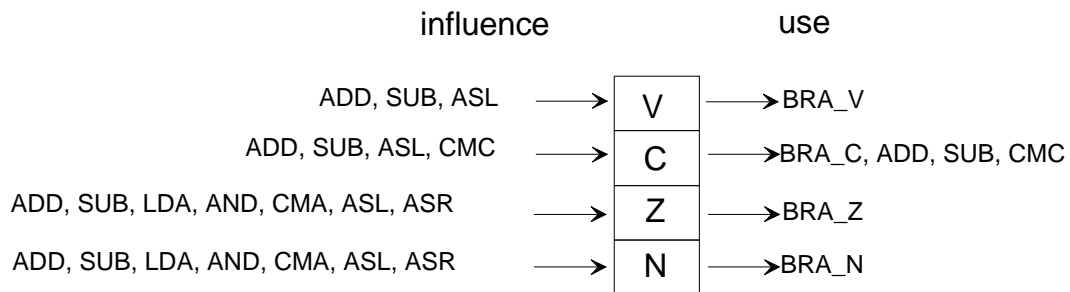 influence use
ADD, SUB, ASL V BRA_V
ADD, SUB, ASL, CMC C BRA_C, ADD, SUB, CMC
ADD, SUB, LDA, AND, CMA, ASL, ASR Z BRA_Z
ADD, SUB, LDA, AND, CMA, ASL, ASR N BRA_N